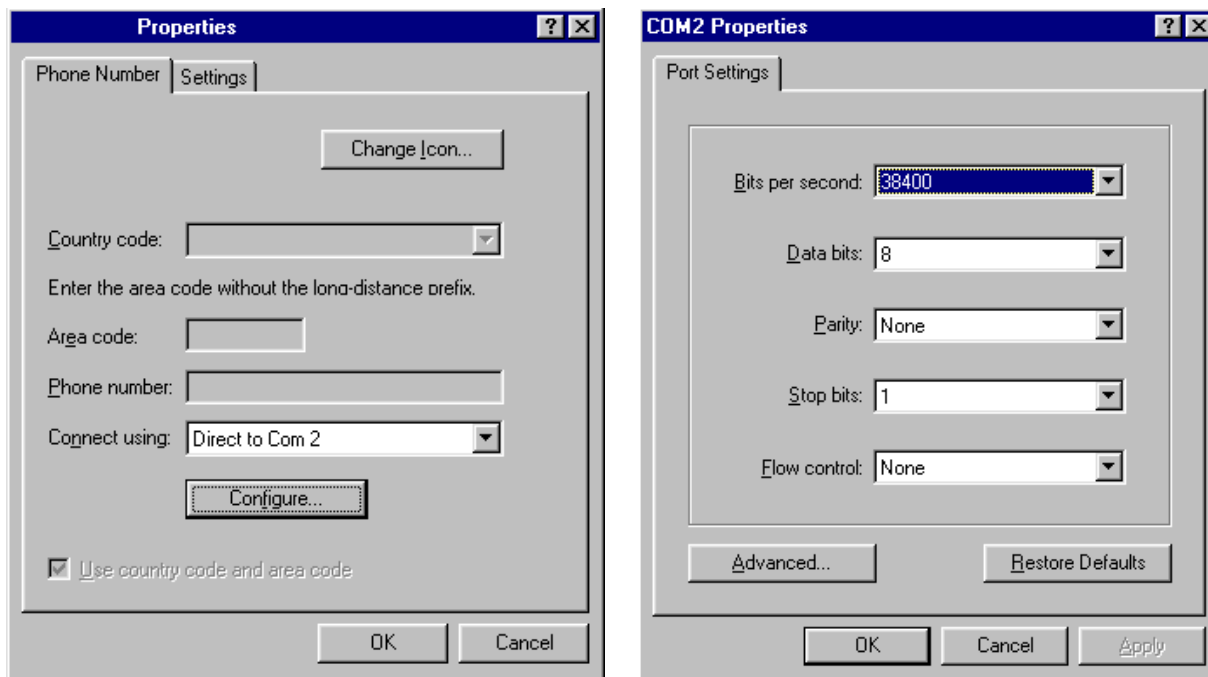 Properties
Phone Number
Settings
Change Icon...
Country code:
Enter the area code without the long-distance prefix.
Area code:
Phone number:
Connect using: Direct to Com 2
Configure...
Use country code and area code
OK Cancel
COM2 Properties
Port Settings
Bits per second: 38400
Data bits: 8
Parity: None
Stop bits: 1
Flow control: None
Advanced... Restore Defaults
OK Cancel Apply